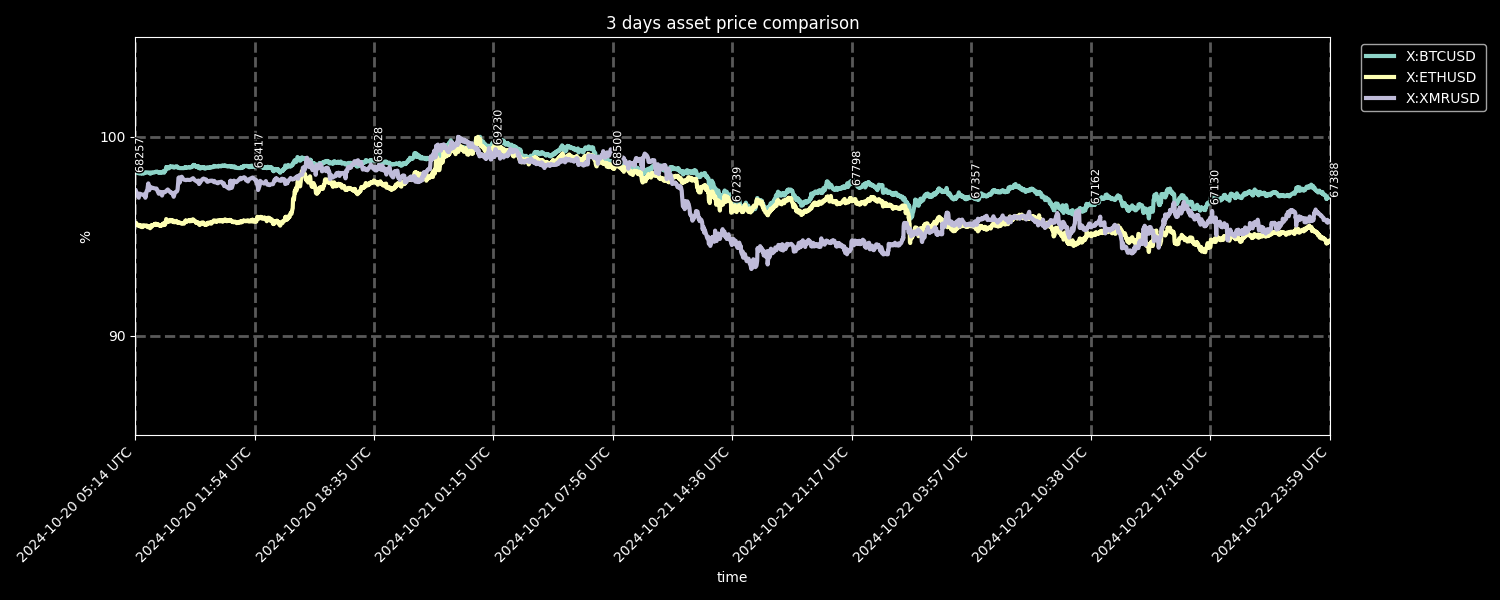 3 days asset price comparison
X:BTCUSD
X:ETHUSD
X:XMRUSD
100
90
%
68257
68417
68628
69230
68500
67239
67798
67357
67162
67130
67388
2024-10-20 05:14 UTC
2024-10-20 11:54 UTC
2024-10-20 18:35 UTC
2024-10-21 01:15 UTC
2024-10-21 07:56 UTC
2024-10-21 14:36 UTC
2024-10-21 21:17 UTC
2024-10-22 03:57 UTC
2024-10-22 10:38 UTC
2024-10-22 17:18 UTC
2024-10-22 23:59 UTC
time